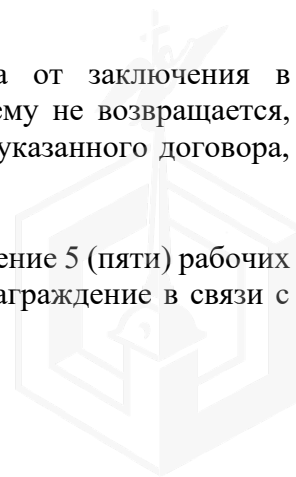 а от заключения в
ему не возвращается,
указанного договора,
ение 5 (пяти) рабочих
аграждение в связи с